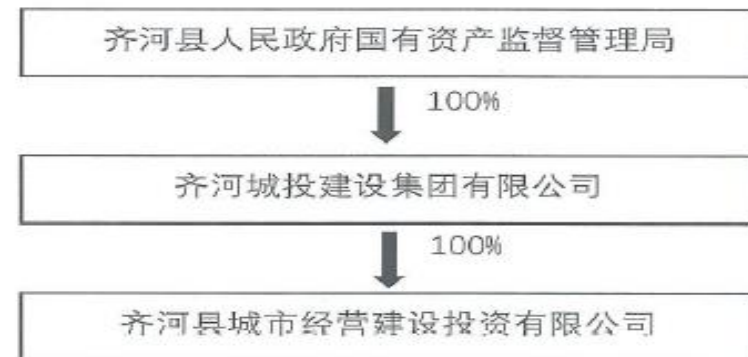 齐河县人民政府国有资产监督管理局
100%
齐河城投建设集团有限公司
100%
齐河县城市经营建设投资有限公司